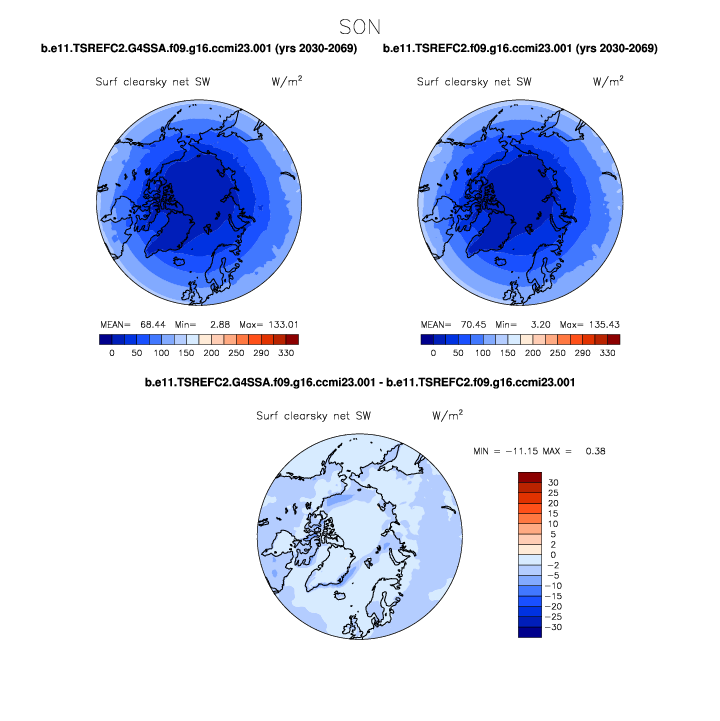 SON
b.e11.TSREFC2.G4SSA.f09.g16.ccmi23.001 (yrs 2030-2069) b.e11.TSREFC2.f09.g16.ccmi23.001 (yrs 2030-2069)
Surf clearsky net SW W/m² Surf clearsky net SW W/m²
MEAN= 68.44 Min= 2.88 Max= 133.01 MEAN= 70.45 Min= 3.20 Max= 135.43
0 50 100 150 200 250 290 330 0 50 100 150 200 250 290 330
b.e11.TSREFC2.G4SSA.f09.g16.ccmi23.001 - b.e11.TSREFC2.f09.g16.ccmi23.001
Surf clearsky net SW W/m²
MIN = -11.15 MAX = 0.38
30
25
20
15
10
5
2
0
-2
-5
-10
-15
-20
-25
-30